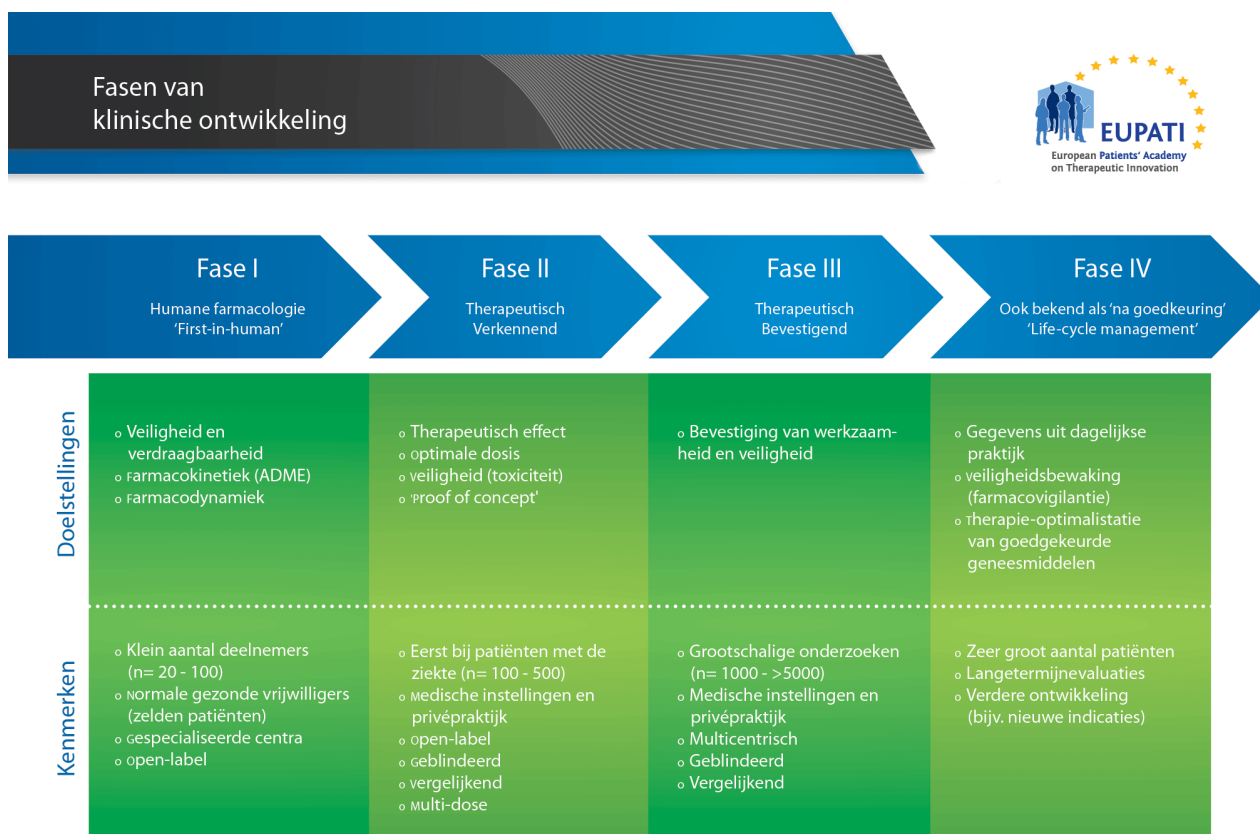 Fasen van
klinische ontwikkeling
EUPATI
European Patients' Academy
on Therapeutic Innovation
Fase I
Humane farmacologie
'First-in-human'
Fase II
Therapeutisch
Verkennend
Fase III
Therapeutisch
Bevestigend
Fase IV
Ook bekend als 'na goedkeuring'
'Life-cycle management'
Doelstellingen
o Veiligheid en
verdraagbaarheid
o Farmacokinetiek (ADME)
o Farmacodynamiek
o Therapeutisch effect
o Optimale dosis
o veiligheid (toxiciteit)
o 'Proof of concept'
o Bevestiging van werkzaam-
heid en veiligheid
o Gegevens uit dagelijkse
praktijk
o veiligheidsbewaking
(farmacovigilantie)
o Therapie-optimalistatie
van goedgekeurde
geneesmiddelen
Kenmerken
o Klein aantal deelnemers
(n= 20 - 100)
o Normale gezonde vrijwilligers
(zelden patiënten)
o Gespecialiseerde centra
o Open-label
o Eerst bij patiënten met de
ziekte (n= 100 - 500)
o Medische instellingen en
privépraktijk
o Open-label
o Geblindeerd
o vergelijkend
o Multi-dose
o Grootschalige onderzoeken
(n= 1000 - >5000)
o Medische instellingen en
privépraktijk
o Multicentrisch
o Geblindeerd
o Vergelijkend
o Zeer groot aantal patiënten
o Langetermijnevaluaties
o Verdere ontwikkeling
(bijv. nieuwe indicaties)